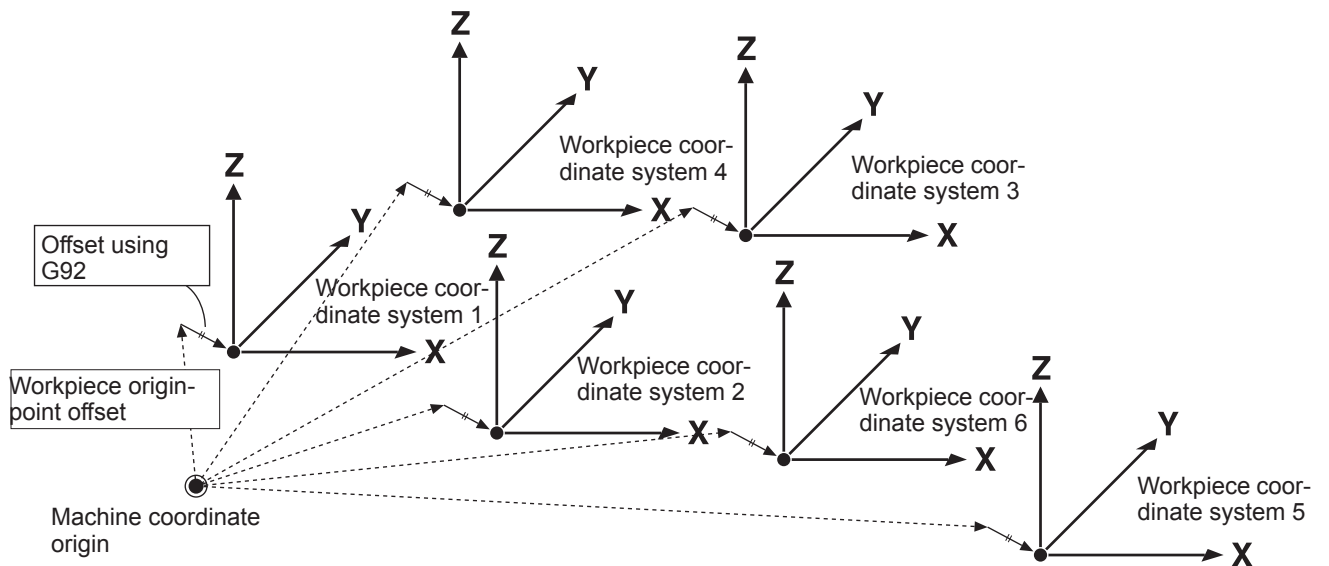 Z
Y
Z
Y
Workpiece coor-
dinate system 4
X
Workpiece coor-
dinate system 3
X
Z
Y
Offset using
G92
Workpiece coor-
dinate system 1
X
Z
Y
Workpiece coor-
dinate system 2
X
Z
Y
Workpiece coor-
dinate system 6
X
Workpiece origin-
point offset
Z
Y
Workpiece coor-
dinate system 5
X
Machine coordinate
origin